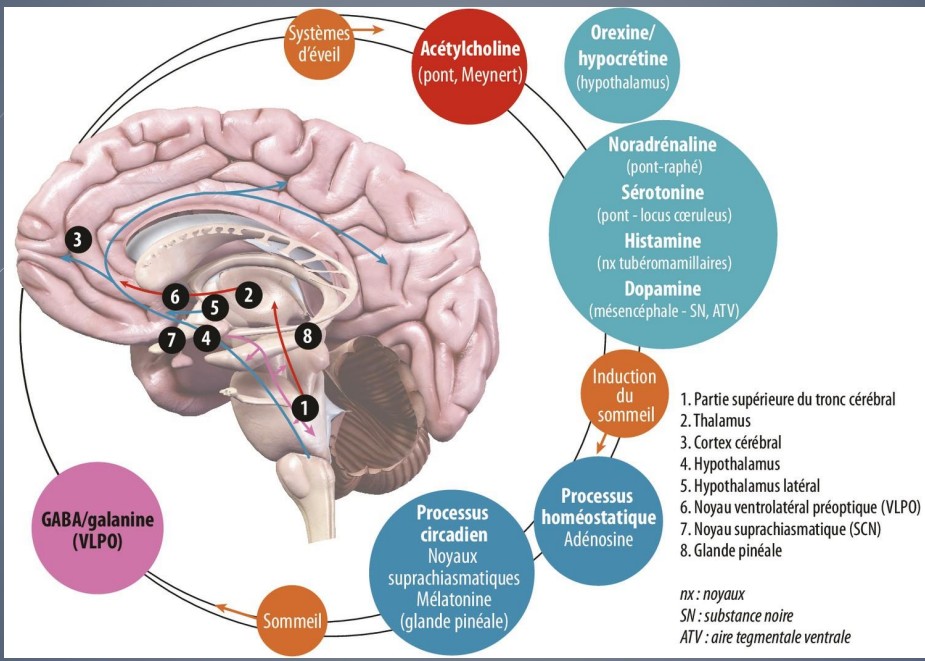 Systèmes
d'éveil
Acétylcholine
(pont, Meynert)
Orexine/
hypocrétine
(hypothalamus)
Noradrénaline
(pont-raphé)
Sérotonine
(pont - locus cœruleus)
Histamine
(nx tubéromamillaires)
Dopamine
(mésencéphale - SN, ATV)
Induction
du
sommeil
Processus
homéostatique
Adénosine
Processus
circadien
Noyaux
suprachiasmatiques
Mélatonine
(glande pinéale)
Sommeil
GABA/galanine
(VLPO)
3
6
2
5
7
4
8
1
1. Partie supérieure du tronc cérébral
2. Thalamus
3. Cortex cérébral
4. Hypothalamus
5. Hypothalamus latéral
6. Noyau ventrolatéral préoptique (VLPO)
7. Noyau suprachiasmatique (SCN)
8. Glande pinéale
nx : noyaux
SN : substance noire
ATV : aire tegmentale ventrale